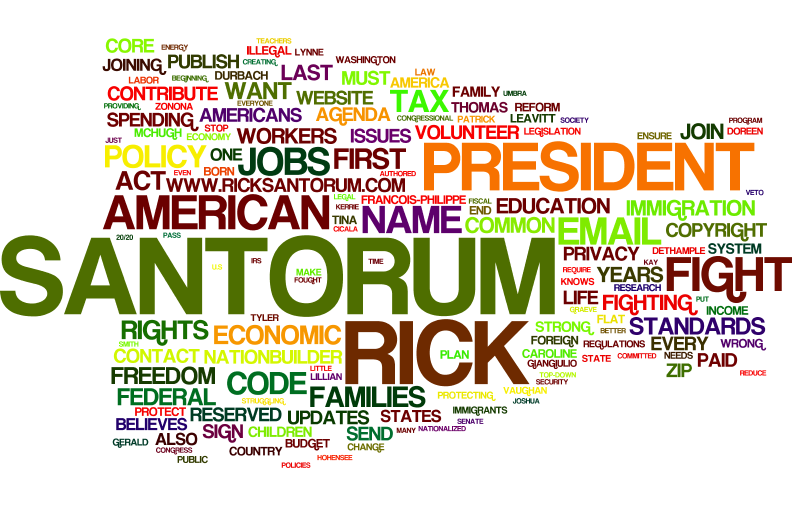 TEACHERS
CORE ENERGY ILLEGAL LYNNE
JOINING PUBLISH CREATING WASHINGTON
LABOR BEGINNING DURBACH LAST MUST LAW AMERICA
CONTRIBUTE WANT WEBSITE TAX FAMILY UMBRA
PROVIDING ZONONA EVERYONE THOMAS REFORM
SPENDING STOP AMERICANS AGENDA CONGRESSIONAL PATRICK LEAVITT SOCIETY PROGRAM
JUST MCHUGH ECONOMY WORKERS ISSUES VOLUNTEER LEGISLATION ENSURE JOIN DOREEN
POLICY ONE JOBS FIRST PRESIDENT
EVEN BORN AUTHORED
ACT WWW.RICKSANTORUM.COM VETO
LEGAL FRANCOIS-PHILIPPE FISCAL EDUCATION IMMIGRATION
AMERICAN KERRIE TINA NAME END
CICALA COMMON EMAIL COPYRIGHT
20/20 PASS
SANTORUM PRIVACY DETHAMPLE SYSTEM
US IRS TIME KAY
MAKE REQUIRE YEARS FIGHT
FOUGHT KNOWS RESEARCH
LIFE FIGHTING PUT
GRAEVE INCOME
TYLER FLAT
RIGHTS ECONOMIC RICK STRONG BETTER STANDARDS
SMITH FOREIGN REGULATIONS EVERY WRONG
CONTACT NATIONBUILDER PLAN CAROLINE STATE COMMITTED NEEDS PAID
LITTLE GIANGIULIO
FREEDOM CODE LILLIAN TOP-DOWN ZIP REDUCE
SECURITY
FEDERAL FAMILIES PROTECTING VAUGHAN
STRUGGLING JOSHUA
PROTECT RESERVED UPDATES STATES IMMIGRANTS
BELIEVES SIGN CHILDREN SEND MANY NATIONALIZED SENATE
GERALD ALSO BUDGET CHANGE
CONGRESS COUNTRY
PUBLIC POLICIES HOHENSEE